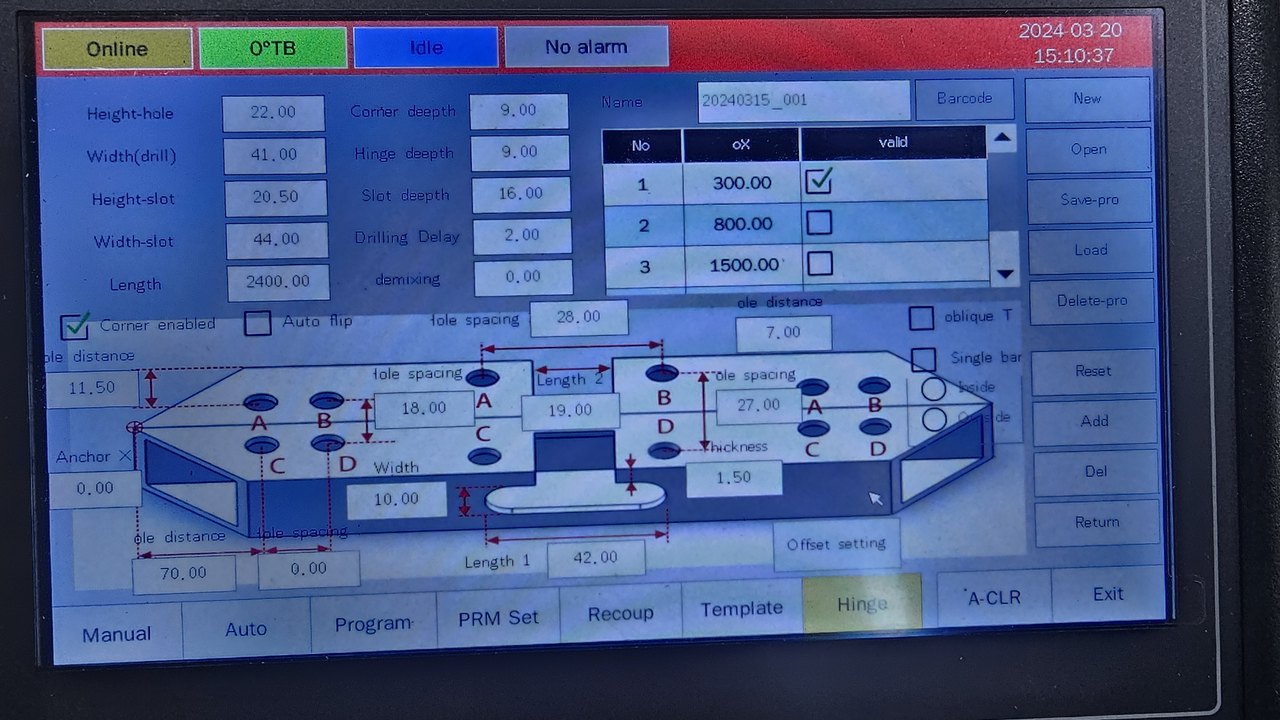 Online
O°TB
Idle
No alarm
2024-03-20
15:10:37
Height-hole 22.00
Width(drill) 41.00
Height-slot 20.50
Width-slot 44.00
Length 2400.00
Corner deepth 9.00
Hinge deepth 9.00
Slot deepth 16.00
Drilling Delay 2.00
demixing 0.00
Name 20240315_001 Barcode
No oX valid
1 300.00
2 800.00
3 1500.00
New
Open
Save-pro
Load
Delete-pro
Reset
Add
Del
Return
Corner enabled
Auto flip
ole spacing 28.00
ole distance
7.00
oblique T
Single bar
Inside
ole distance
11.50
ole spacing
18.00
Length 2
19.00
ole spacing
27.00
A B
C D
A B
C D
A B
C D
Anchor X
0.00
Width
10.00
Thickness
1.50
ole distance
70.00
ole spacing
0.00
Length 1 42.00
Offset setting
Manual
Auto
Program
PRM Set
Recoup
Template
Hinge
A-CLR
Exit